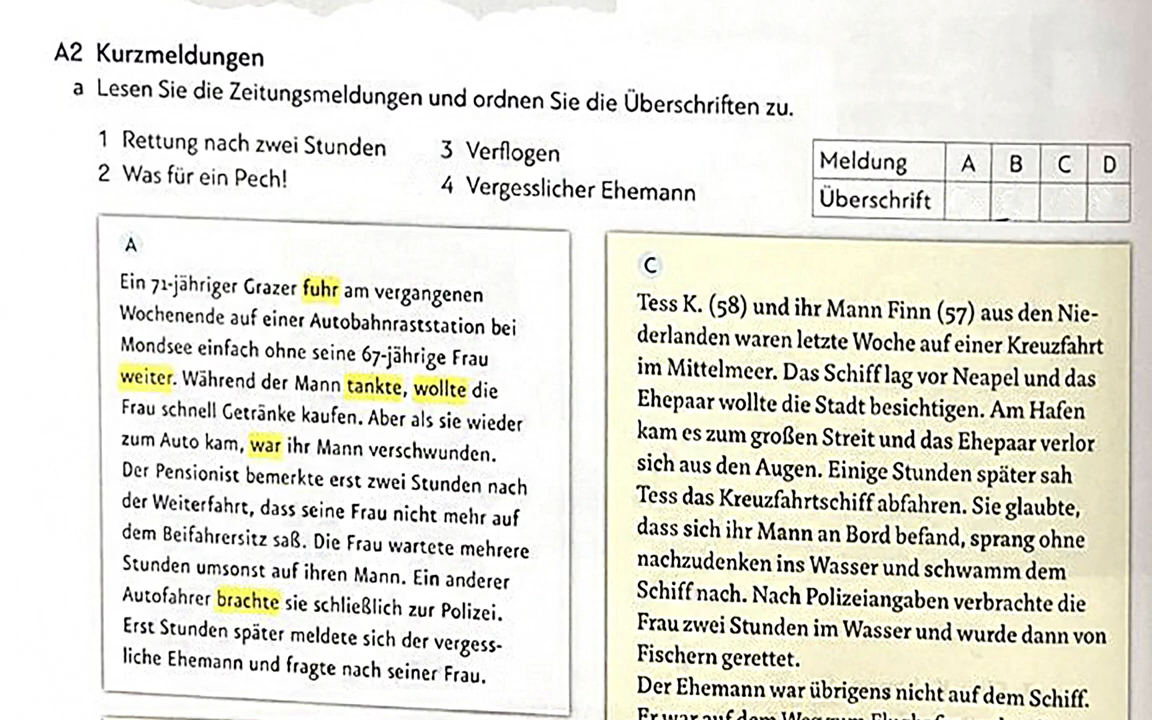 A2 Kurzmeldungen
a Lesen Sie die Zeitungsmeldungen und ordnen Sie die Überschriften zu.
1 Rettung nach zwei Stunden
2 Was für ein Pech!
3 Verflogen
4 Vergesslicher Ehemann
Meldung A B C D
Überschrift
A
Ein 71-jähriger Grazer fuhr am vergangenen
Wochenende auf einer Autobahnraststation bei
Mondsee einfach ohne seine 67-jährige Frau
weiter. Während der Mann tankte, wollte die
Frau schnell Getränke kaufen. Aber als sie wieder
zum Auto kam, war ihr Mann verschwunden.
Der Pensionist bemerkte erst zwei Stunden nach
der Weiterfahrt, dass seine Frau nicht mehr auf
dem Beifahrersitz saß. Die Frau wartete mehrere
Stunden umsonst auf ihren Mann. Ein anderer
Autofahrer brachte sie schließlich zur Polizei.
Erst Stunden später meldete sich der vergess-
liche Ehemann und fragte nach seiner Frau.
C
Tess K. (58) und ihr Mann Finn (57) aus den Nie-
derlanden waren letzte Woche auf einer Kreuzfahrt
im Mittelmeer. Das Schiff lag vor Neapel und das
Ehepaar wollte die Stadt besichtigen. Am Hafen
kam es zum großen Streit und das Ehepaar verlor
sich aus den Augen. Einige Stunden später sah
Tess das Kreuzfahrtschiff abfahren. Sie glaubte,
dass sich ihr Mann an Bord befand, sprang ohne
nachzudenken ins Wasser und schwamm dem
Schiff nach. Nach Polizeiangaben verbrachte die
Frau zwei Stunden im Wasser und wurde dann von
Fischern gerettet.
Der Ehemann war übrigens nicht auf dem Schiff.
Er war auf dem Weg zum